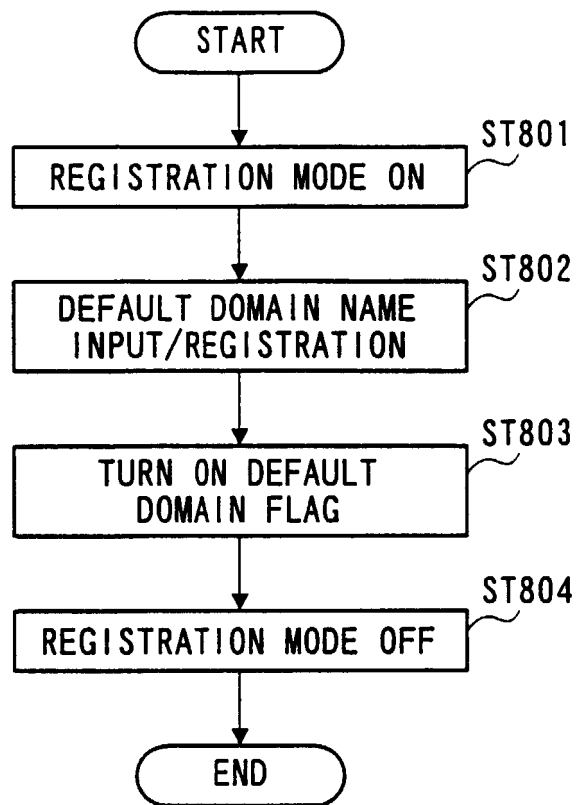 START
ST801
REGISTRATION MODE ON
ST802
DEFAULT DOMAIN NAME
INPUT/REGISTRATION
ST803
TURN ON DEFAULT
DOMAIN FLAG
ST804
REGISTRATION MODE OFF
END